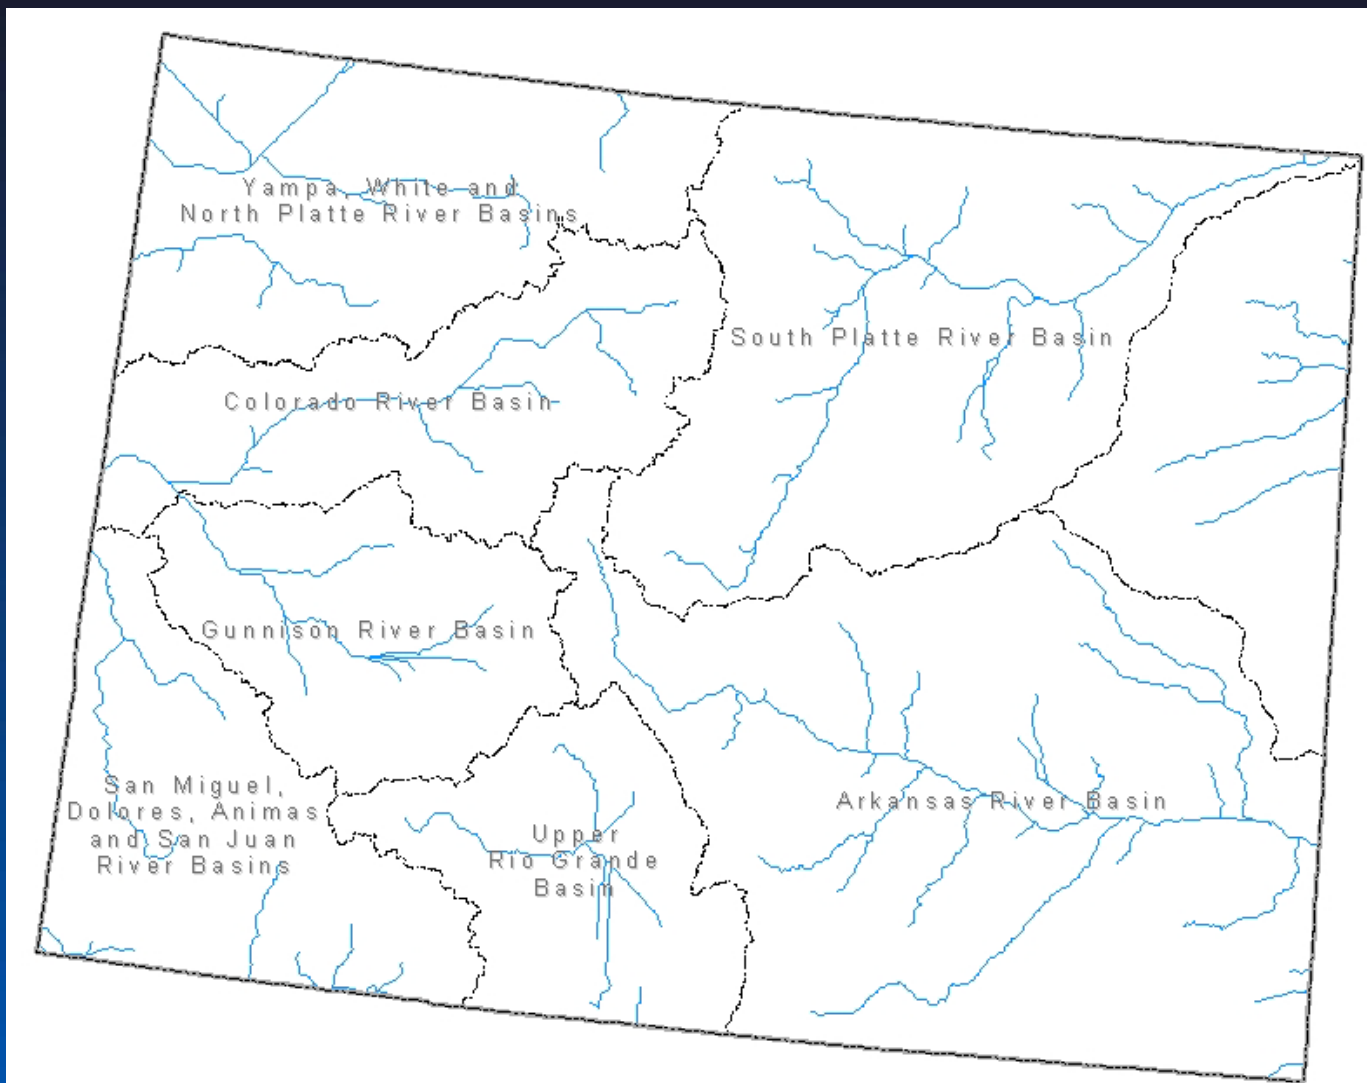 Yampa, White and
North Platte River Basins
South Platte River Basin
Colorado River Basin
Gunnison River Basin
San Miguel,
Dolores, Animas
and San Juan
River Basins
Upper
Rio Grande
Basin
Arkansas River Basin